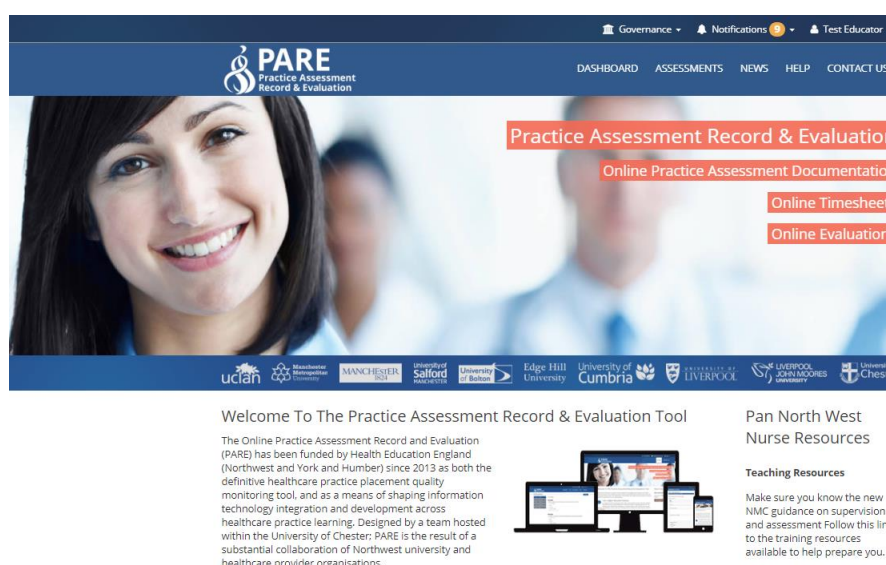 Governance
Notifications 9
Test Educator
PARE
Practice Assessment
Record & Evaluation
DASHBOARD ASSESSMENTS NEWS HELP CONTACT US
Practice Assessment Record & Evaluation
Online Practice Assessment Documentatio
Online Timesheet
Online Evaluation
uclan
Manchester
Metropolitan
University
MANCHEStER
1824
University of
Salford
MANCHESTER
University
of Bolton
Edge Hill
University
University of
Cumbria
UNIVERSITY OF
LIVERPOOL
LIVERPOOL
JOHN MOORES
UNIVERSITY
Universi
Chest
Welcome To The Practice Assessment Record & Evaluation Tool
The Online Practice Assessment Record and Evaluation
(PARE) has been funded by Health Education England
(Northwest and York and Humber) since 2013 as both the
definitive healthcare practice placement quality
monitoring tool, and as a means of shaping information
technology integration and development across
healthcare practice learning. Designed by a team hosted
within the University of Chester; PARE is the result of a
substantial collaboration of Northwest university and
healthcare provider organisations.
Pan North West
Nurse Resources
Teaching Resources
Make sure you know the new
NMC guidance on supervision
and assessment Follow this lin
to the training resources
available to help prepare you.